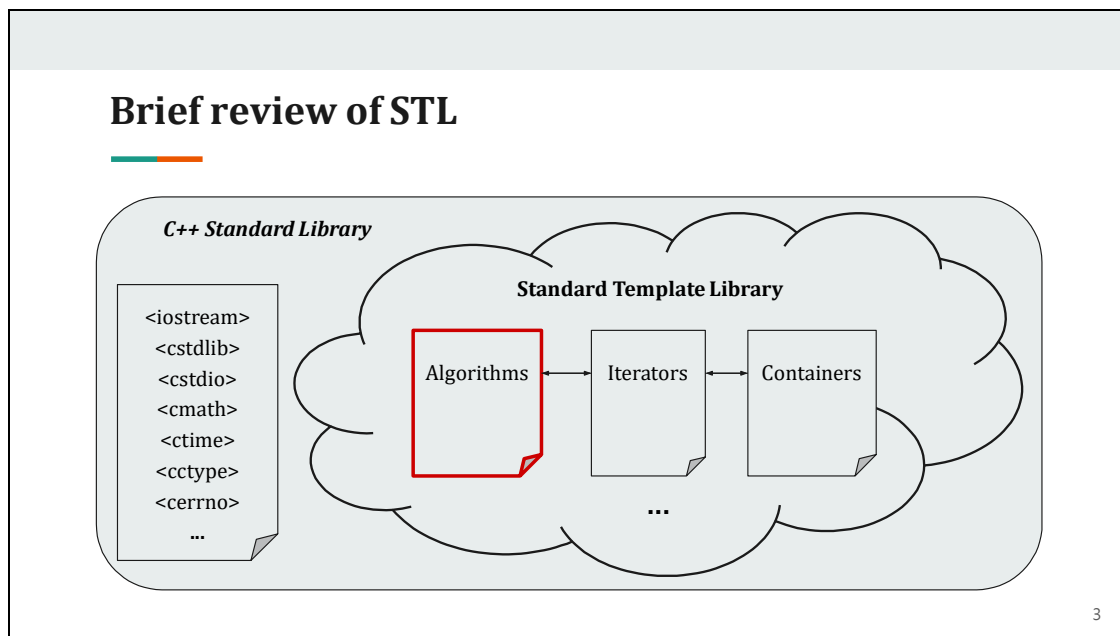 Brief review of STL
C++ Standard Library
<iostream>
<cstdlib>
<cstdio>
<cmath>
<ctime>
<cctype>
<cerrno>
...
Standard Template Library
Algorithms
Iterators
Containers
...
3